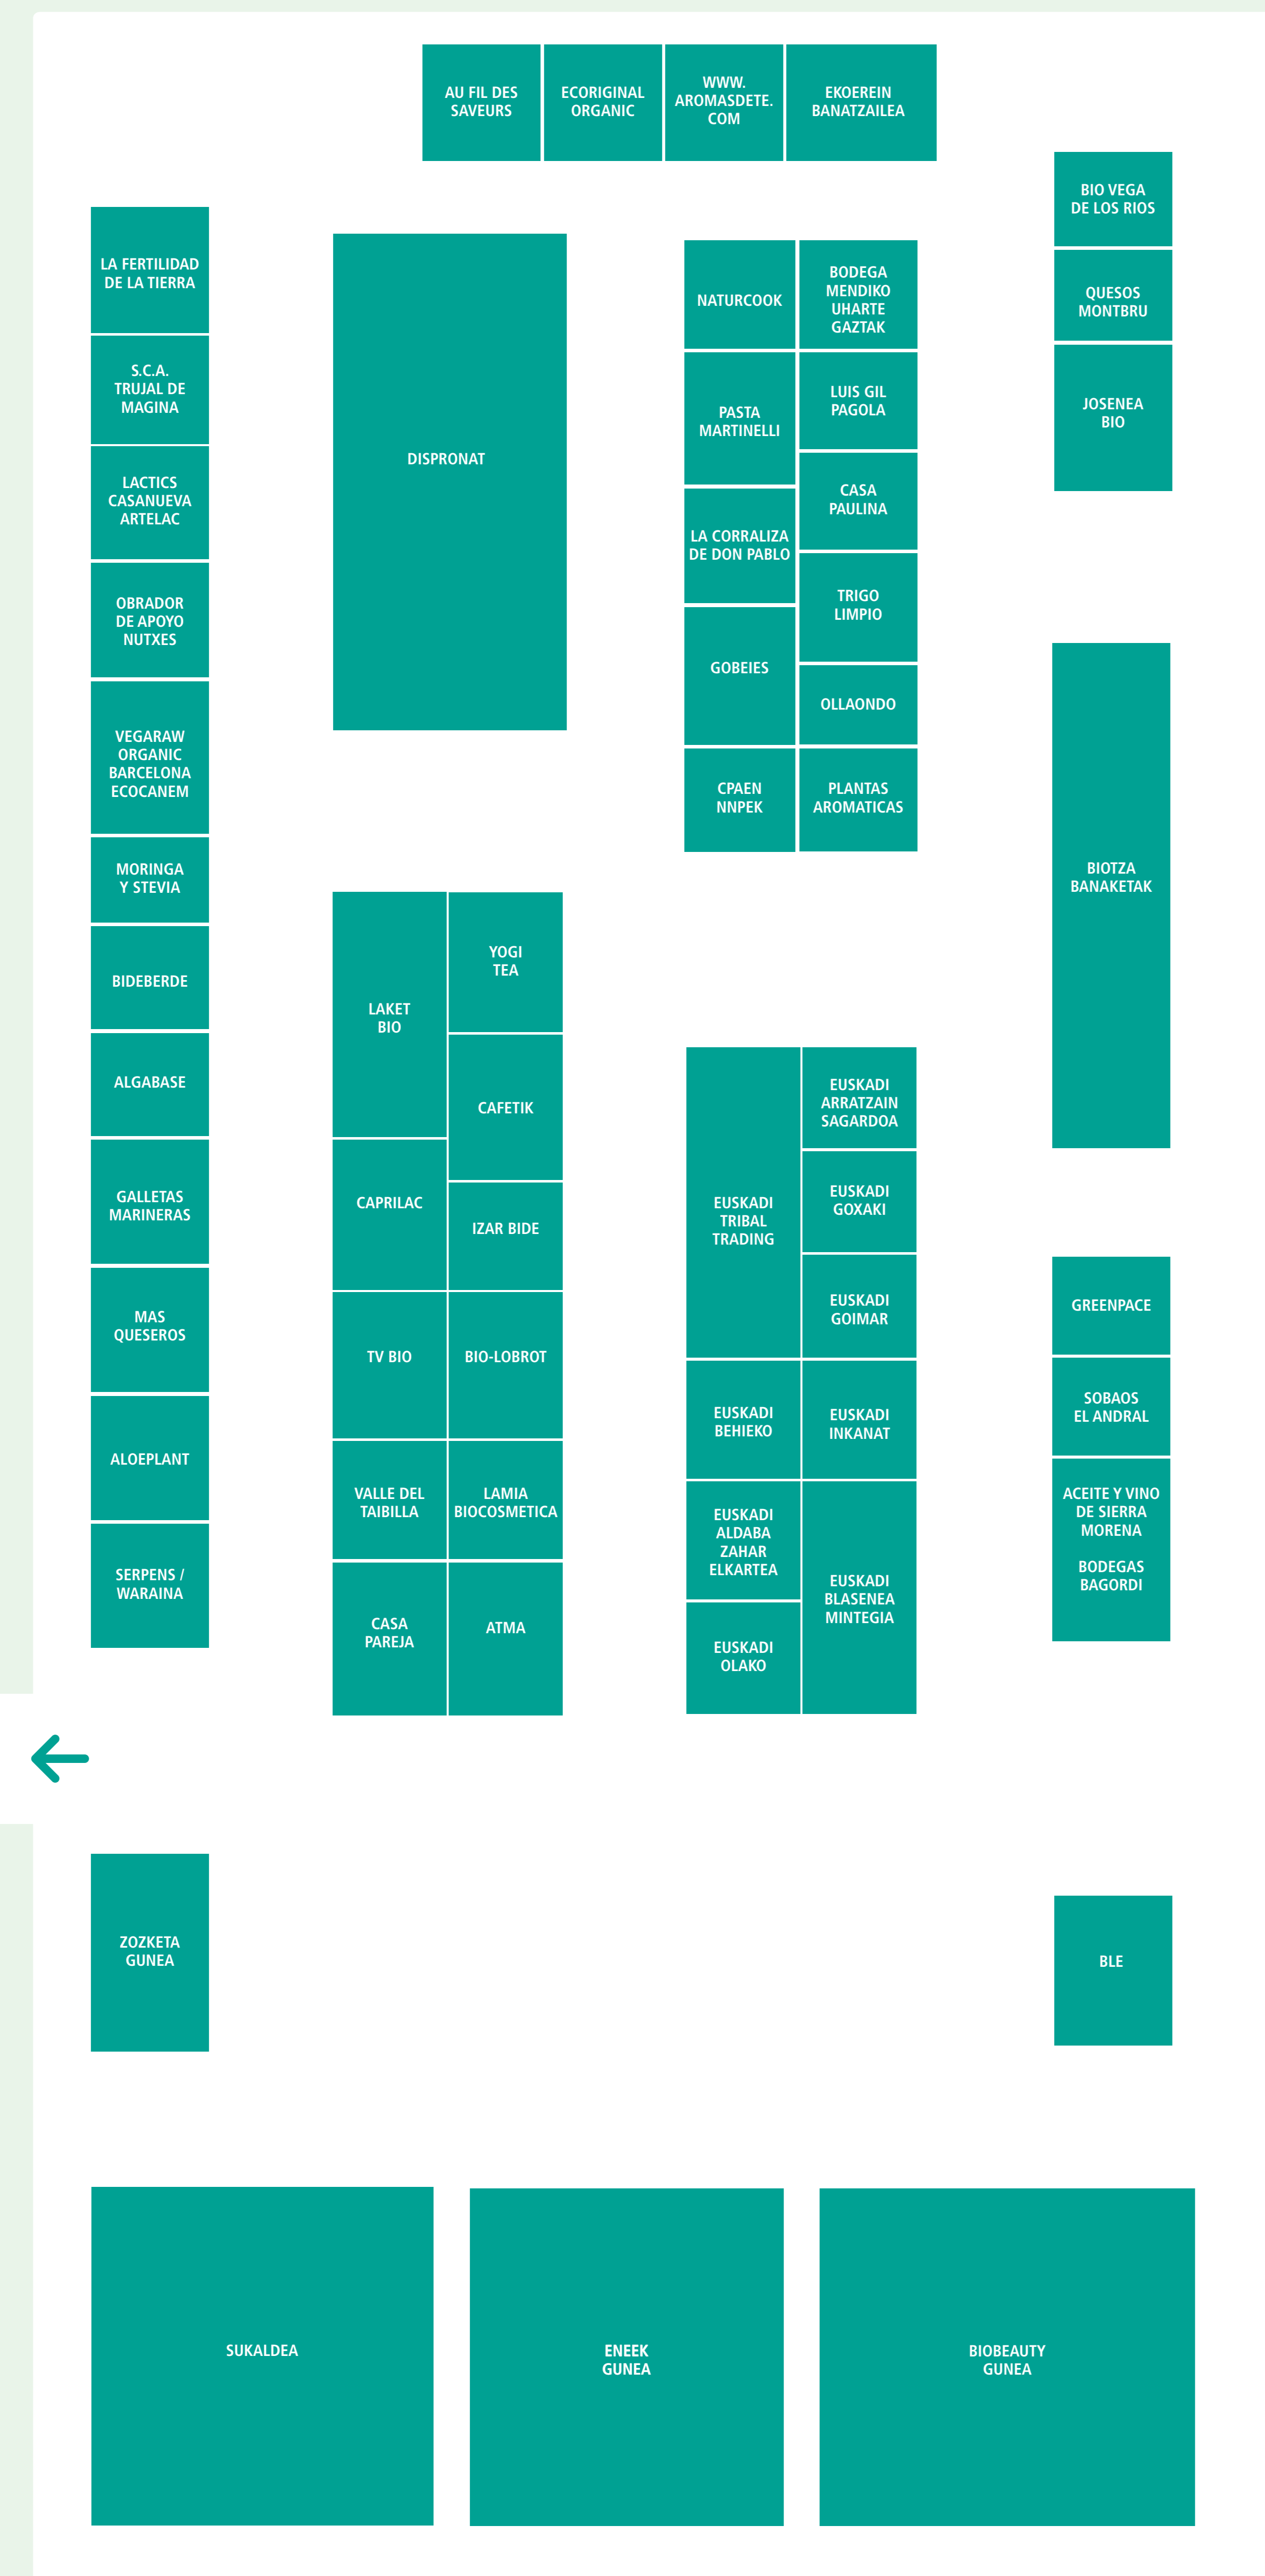 AU FIL DES
SAVEURS
ECORIGINAL
ORGANIC
WWW.
AROMASDETE.
COM
EKOEREIN
BANATZAILEA
BIO VEGA
DE LOS RIOS
QUESOS
MONTBRU
JOSENEA
BIO
LA FERTILIDAD
DE LA TIERRA
S.C.A.
TRUJAL DE
MAGINA
LACTICS
CASANUEVA
ARTELAC
OBRADOR
DE APOYO
NUTXES
VEGARAW
ORGANIC
BARCELONA
ECOCANEM
MORINGA
Y STEVIA
BIDEBERDE
ALGABASE
GALLETAS
MARINERAS
MAS
QUESEROS
ALOEPLANT
SERPENS /
WARAINA
DISPRONAT
NATURCOOK
PASTA
MARTINELLI
LA CORRALIZA
DE DON PABLO
GOBEIES
CPAEN
NNPEK
BODEGA
MENDIKO
UHARTE
GAZTAK
LUIS GIL
PAGOLA
CASA
PAULINA
TRIGO
LIMPIO
OLLAONDO
PLANTAS
AROMATICAS
BIOTZA
BANAKETAK
LAKET
BIO
CAPRILAC
TV BIO
VALLE DEL
TAIBILLA
CASA
PAREJA
YOGI
TEA
CAFETIK
IZAR BIDE
BIO-LOBROT
LAMIA
BIOCOSMETICA
ATMA
EUSKADI
TRIBAL
TRADING
EUSKADI
BEHIEKO
EUSKADI
ALDABA
ZAHAR
ELKARTEA
EUSKADI
OLAKO
EUSKADI
ARRATZAIN
SAGARDOA
EUSKADI
GOXAKI
EUSKADI
GOIMAR
EUSKADI
INKANAT
EUSKADI
BLASENEA
MINTEGIA
GREENPACE
SOBAOS
EL ANDRAL
ACEITE Y VINO
DE SIERRA
MORENA
BODEGAS
BAGORDI
ZOZKETA
GUNEA
BLE
SUKALDEA
ENEEK
GUNEA
BIOBEAUTY
GUNEA